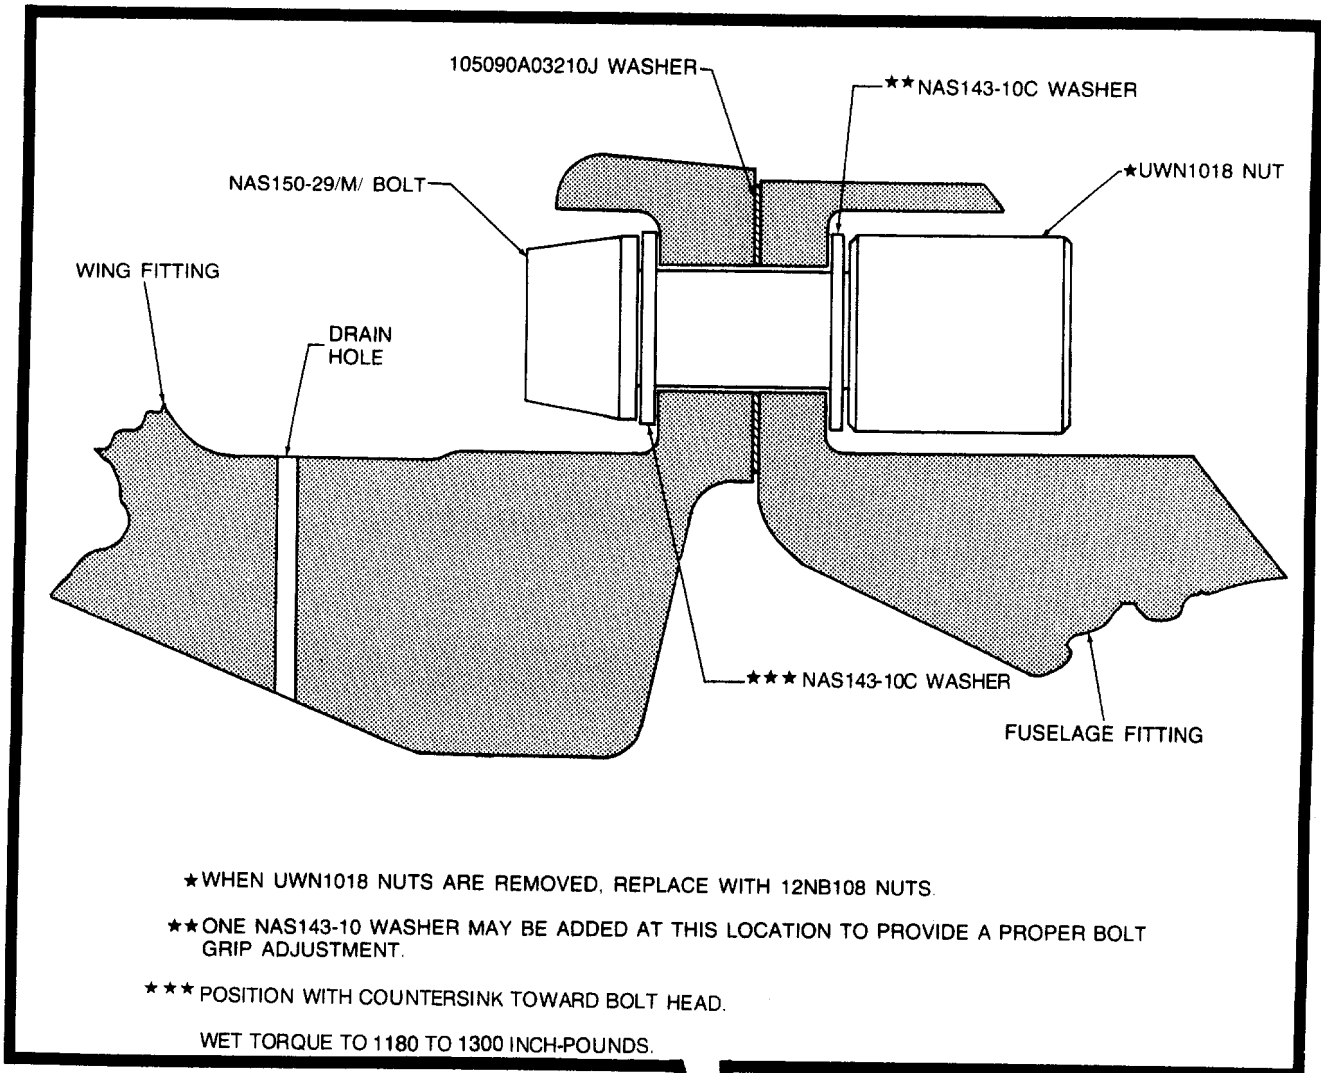 105090A03210J WASHER
★★NAS143-10C WASHER
NAS150-29/M/ BOLT
★UWN1018 NUT
WING FITTING
DRAIN
HOLE
★★★NAS143-10C WASHER
FUSELAGE FITTING
★WHEN UWN1018 NUTS ARE REMOVED, REPLACE WITH 12NB108 NUTS.
★★ONE NAS143-10 WASHER MAY BE ADDED AT THIS LOCATION TO PROVIDE A PROPER BOLT
GRIP ADJUSTMENT.
★★★POSITION WITH COUNTERSINK TOWARD BOLT HEAD.
WET TORQUE TO 1180 TO 1300 INCH-POUNDS.